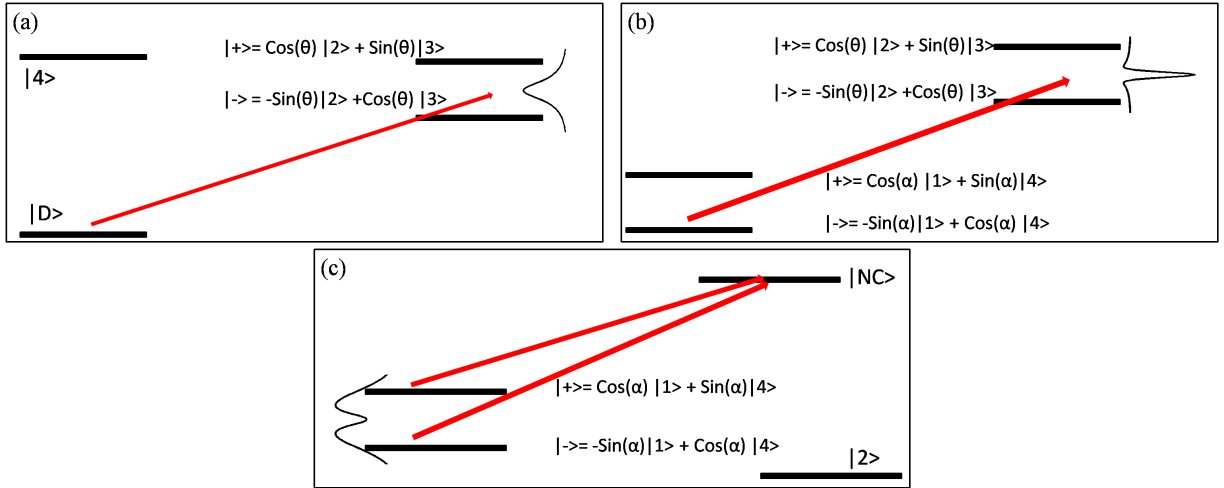 (a)
|+>= Cos(θ) |2> + Sin(θ)|3>
|4>
|-> = -Sin(θ)|2> +Cos(θ) |3>
|D>
(b)
|+>= Cos(θ) |2> + Sin(θ)|3>
|-> = -Sin(θ)|2> +Cos(θ) |3>
|+>= Cos(α) |1> + Sin(α)|4>
|->= -Sin(α)|1> + Cos(α) |4>
(c)
|NC>
|+>= Cos(α) |1> + Sin(α)|4>
|->= -Sin(α)|1> + Cos(α) |4>
|2>